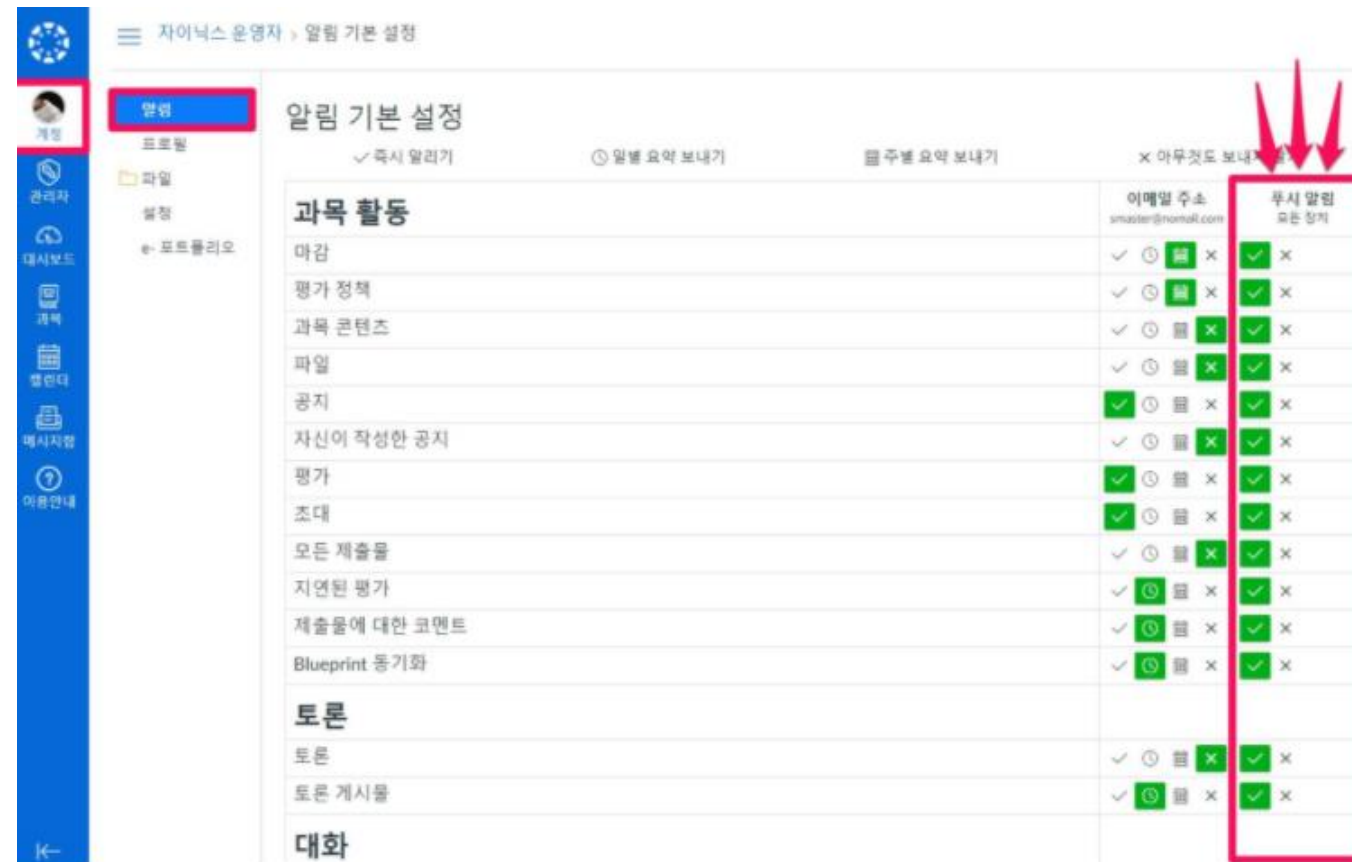 자이닉스 운영자 > 알림 기본 설정
계정
관리자
대시보드
과목
캘린더
메시지함
이용안내
알림
프로필
파일
설정
e- 포트폴리오
알림 기본 설정
✓ 즉시 알리기 일별 요약 보내기 주별 요약 보내기 × 아무것도 보내지
과목 활동 이메일 주소 푸시 알림
smaster@nomail.com 모든 장치
마감
평가 정책
과목 콘텐츠
파일
공지
자신이 작성한 공지
평가
초대
모든 제출물
지연된 평가
제출물에 대한 코멘트
Blueprint 동기화
토론
토론
토론 게시물
대화